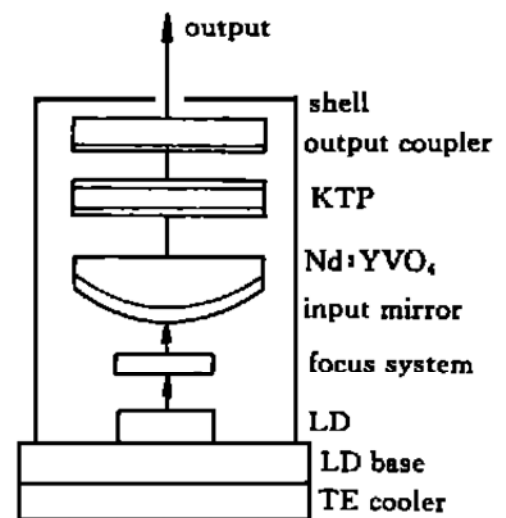 output
shell
output coupler
KTP
Nd:YVO₄
input mirror
focus system
LD
LD base
TE cooler